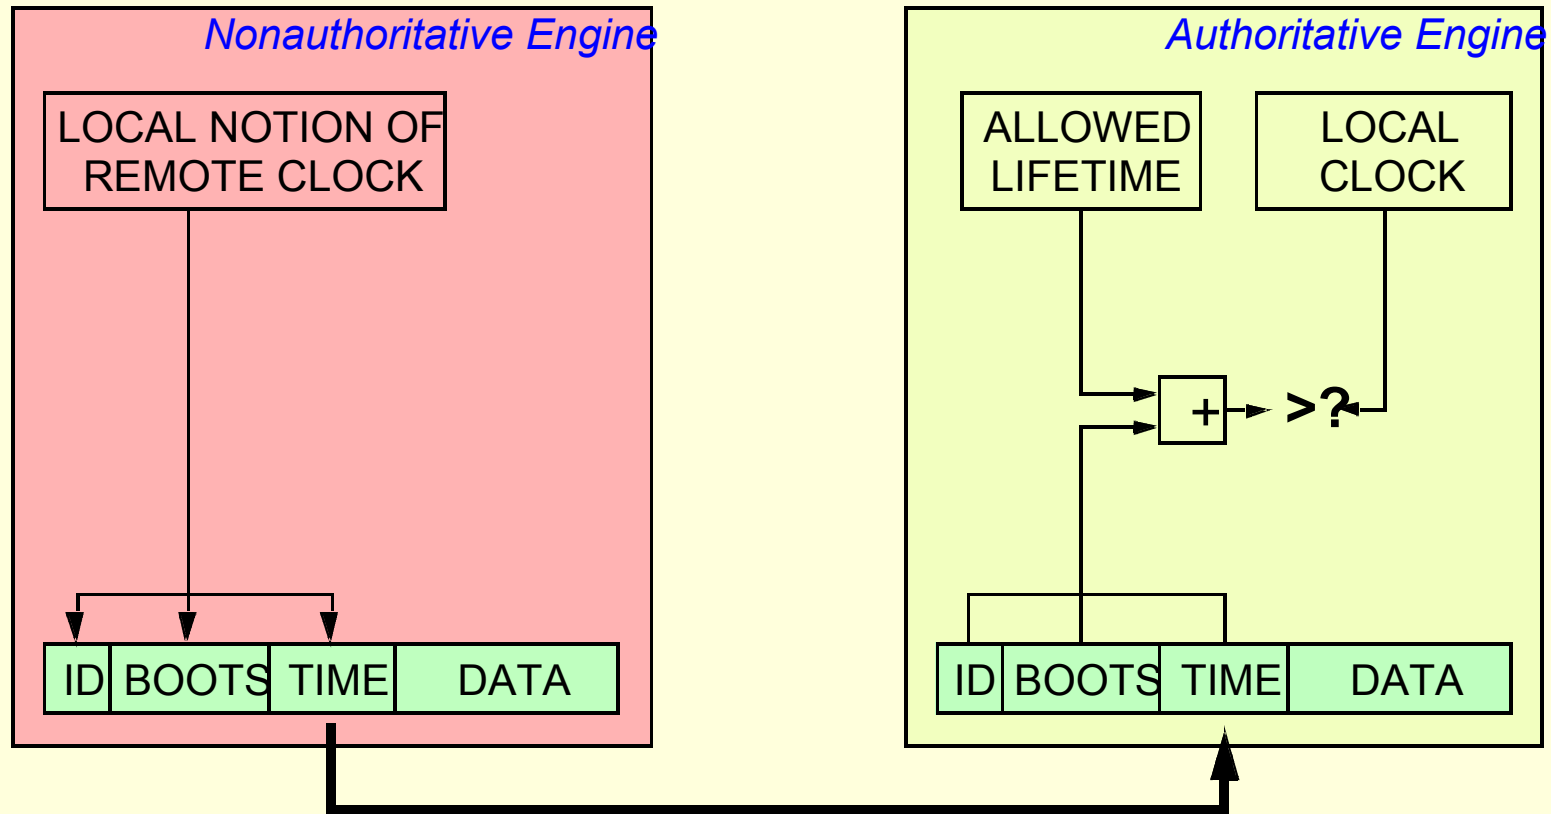 Nonauthoritative Engine
LOCAL NOTION OF
REMOTE CLOCK
ID BOOTS TIME DATA
Authoritative Engine
ALLOWED
LIFETIME
LOCAL
CLOCK
+ >?
ID BOOTS TIME DATA